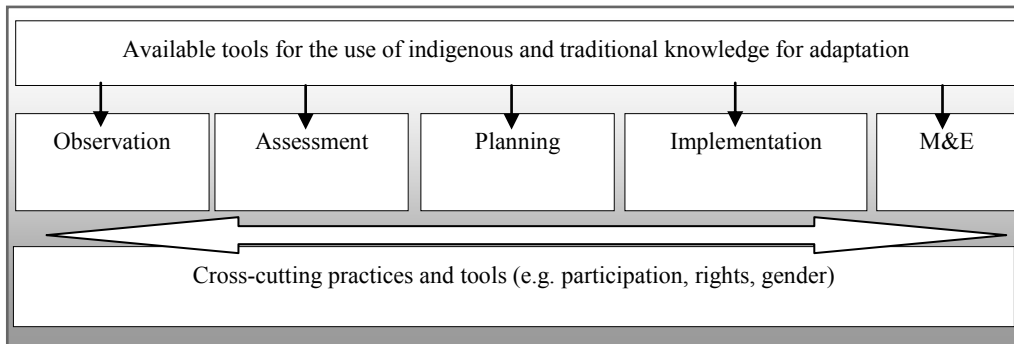 Available tools for the use of indigenous and traditional knowledge for adaptation
Observation
Assessment
Planning
Implementation
M&E
Cross-cutting practices and tools (e.g. participation, rights, gender)